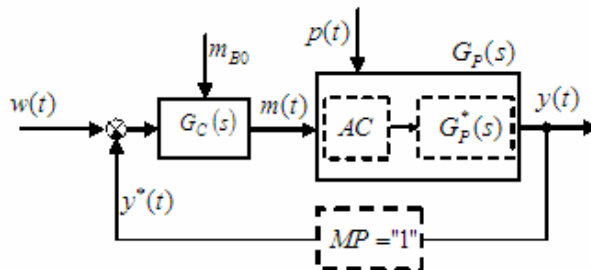 p(t)
G_P(s)
m_{B0}
w(t)
G_C(s)
m(t)
AC
G_P^*(s)
y(t)
y^*(t)
MP ="1"